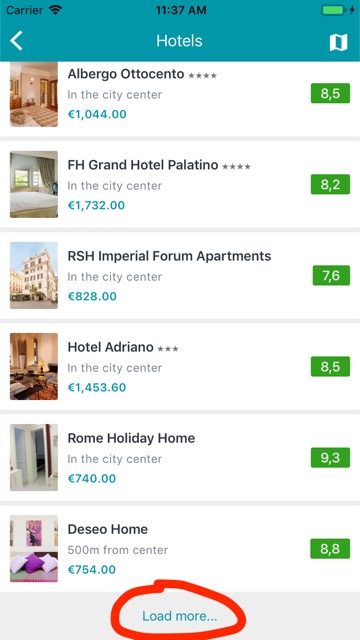 Carrier 11:37 AM
Hotels
Albergo Ottocento ★★★★
In the city center
8,5
€1,044.00
FH Grand Hotel Palatino ★★★★
In the city center
8,2
€1,732.00
RSH Imperial Forum Apartments
In the city center
7,6
€828.00
Hotel Adriano ★★★
In the city center
8,5
€1,453.60
Rome Holiday Home
In the city center
9,3
€740.00
Deseo Home
500m from center
8,8
€754.00
Load more...